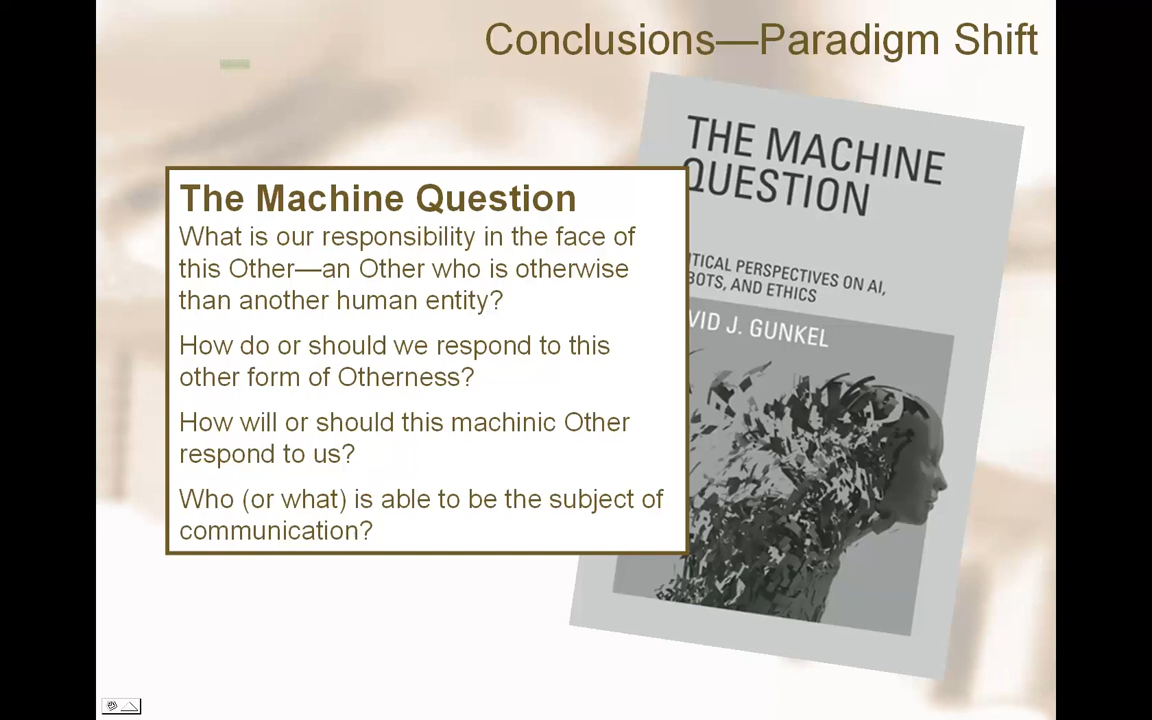 Conclusions—Paradigm Shift
THE MACHINE
QUESTION
The Machine Question
What is our responsibility in the face of
this Other—an Other who is otherwise
than another human entity?
How do or should we respond to this
other form of Otherness?
How will or should this machinic Other
respond to us?
Who (or what) is able to be the subject of
communication?
ITICAL PERSPECTIVES ON AI,
BOTS, AND ETHICS
VID J. GUNKEL